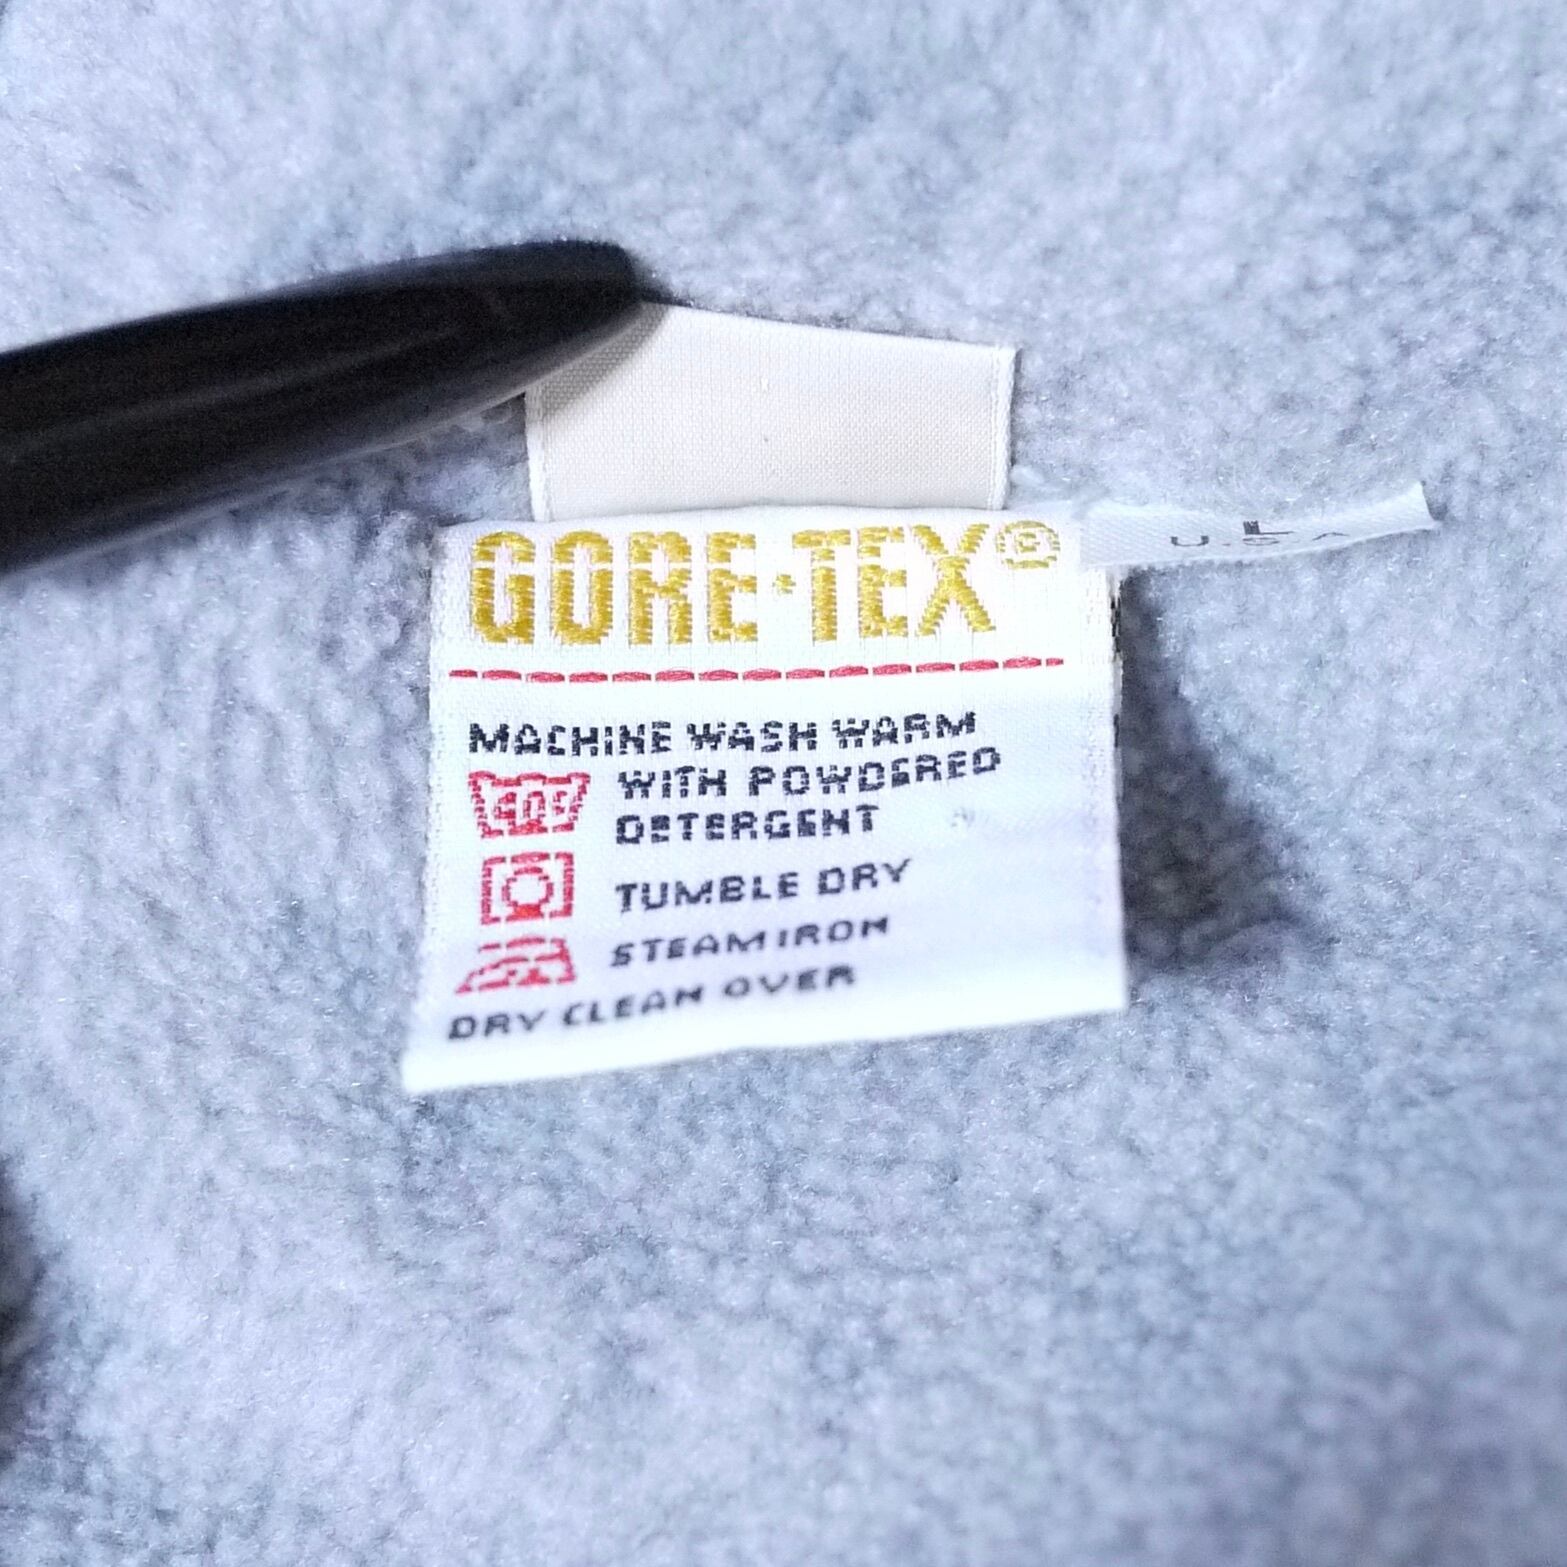 GORE-TEX®
L
U.S.A
MACHINE WASH WARM
40°
WITH POWDERED
DETERGENT
TUMBLE DRY
STEAM IRON
DRY CLEAN OVER